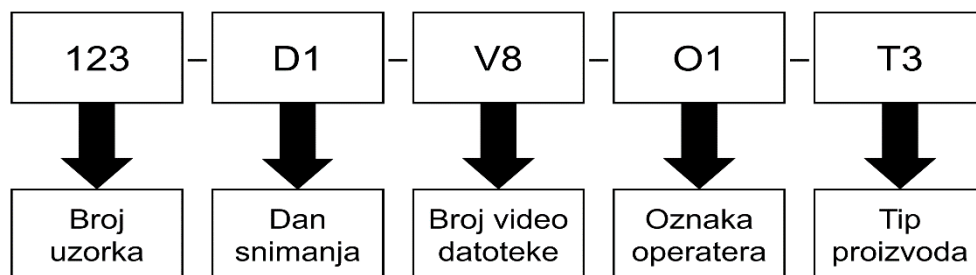 123 – D1 – V8 – O1 – T3
Broj uzorka
Dan snimanja
Broj video datoteke
Oznaka operatera
Tip proizvoda